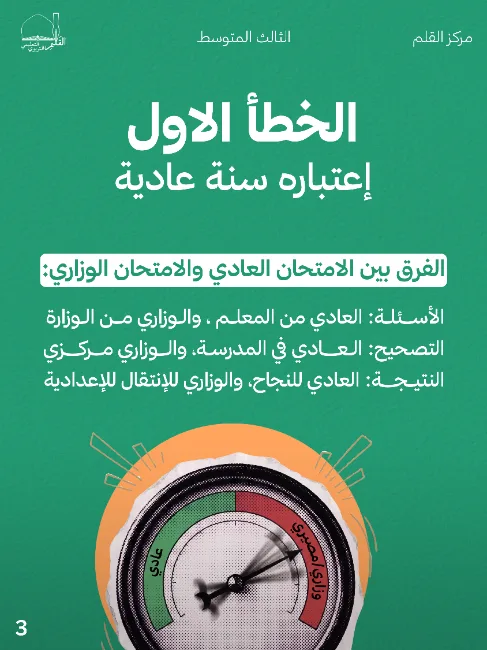 مركز القلم
الثالث المتوسط
القلم
الخطأ الاول
إعتباره سنة عادية
الفرق بين الامتحان العادي والامتحان الوزاري:
الأسئلة: العادي من المعلم ، والوزاري من الوزارة
التصحيح: العادي في المدرسة، والوزاري مركزي
النتيجة: العادي للنجاح، والوزاري للإنتقال للإعدادية
عادي
وزاري/مصيري
3